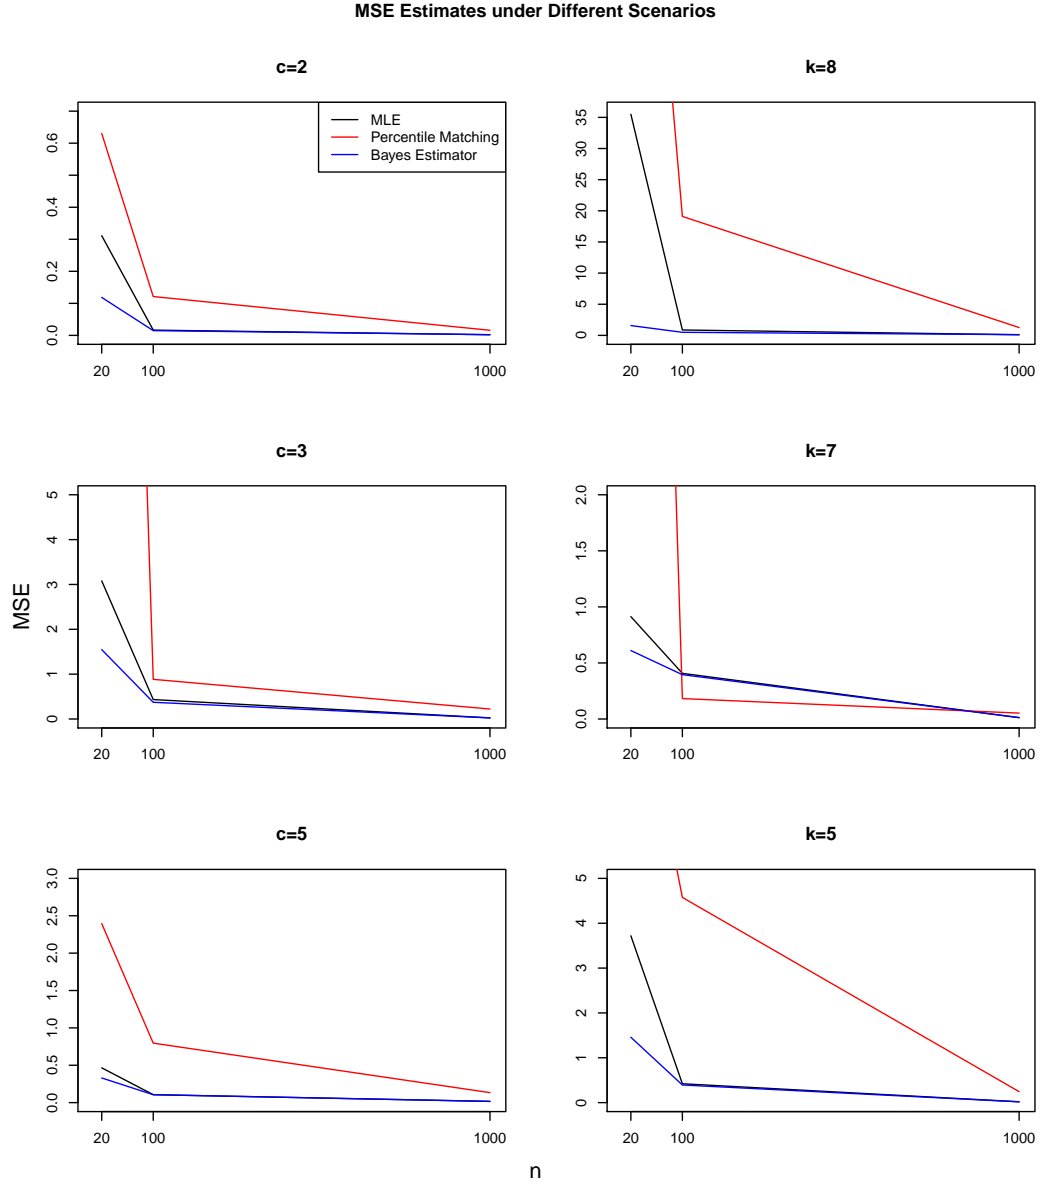 MSE Estimates under Different Scenarios
c=2
k=8
MLE
Percentile Matching
Bayes Estimator
0.0 0.2 0.4 0.6
20 100 1000
0 5 10 15 20 25 30 35
20 100 1000
c=3
k=7
MSE
0 1 2 3 4 5
20 100 1000
0.0 0.5 1.0 1.5 2.0
20 100 1000
c=5
k=5
0.0 0.5 1.0 1.5 2.0 2.5 3.0
20 100 1000
0 1 2 3 4 5
20 100 1000
n